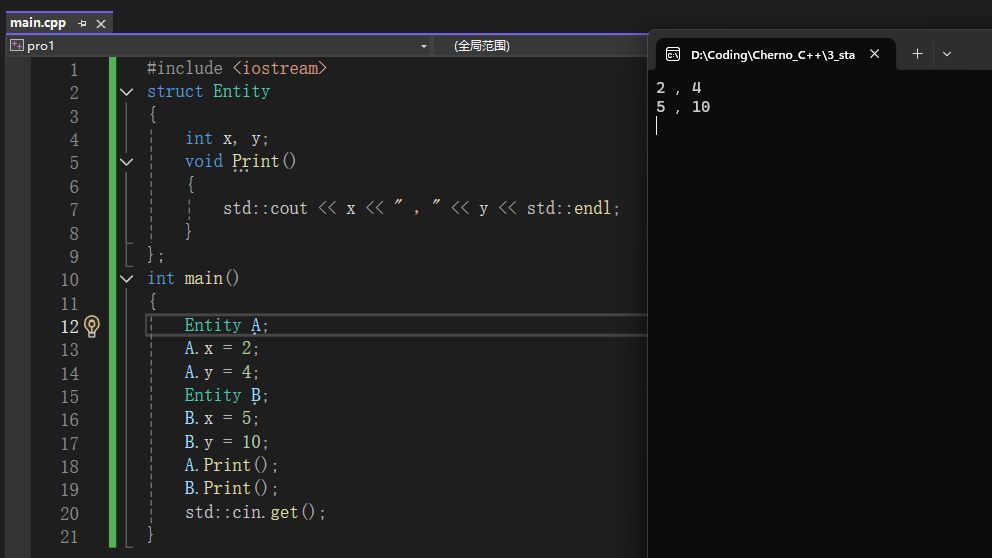 main.cpp
pro1
(全局范围)
1 #include <iostream>
2 struct Entity
3 {
4 int x, y;
5 void Print()
6 {
7 std::cout << x << " , " << y << std::endl;
8 }
9 };
10 int main()
11 {
12 Entity A;
13 A.x = 2;
14 A.y = 4;
15 Entity B;
16 B.x = 5;
17 B.y = 10;
18 A.Print();
19 B.Print();
20 std::cin.get();
21 }
D:\Coding\Cherno_C++\3_sta
2 , 4
5 , 10